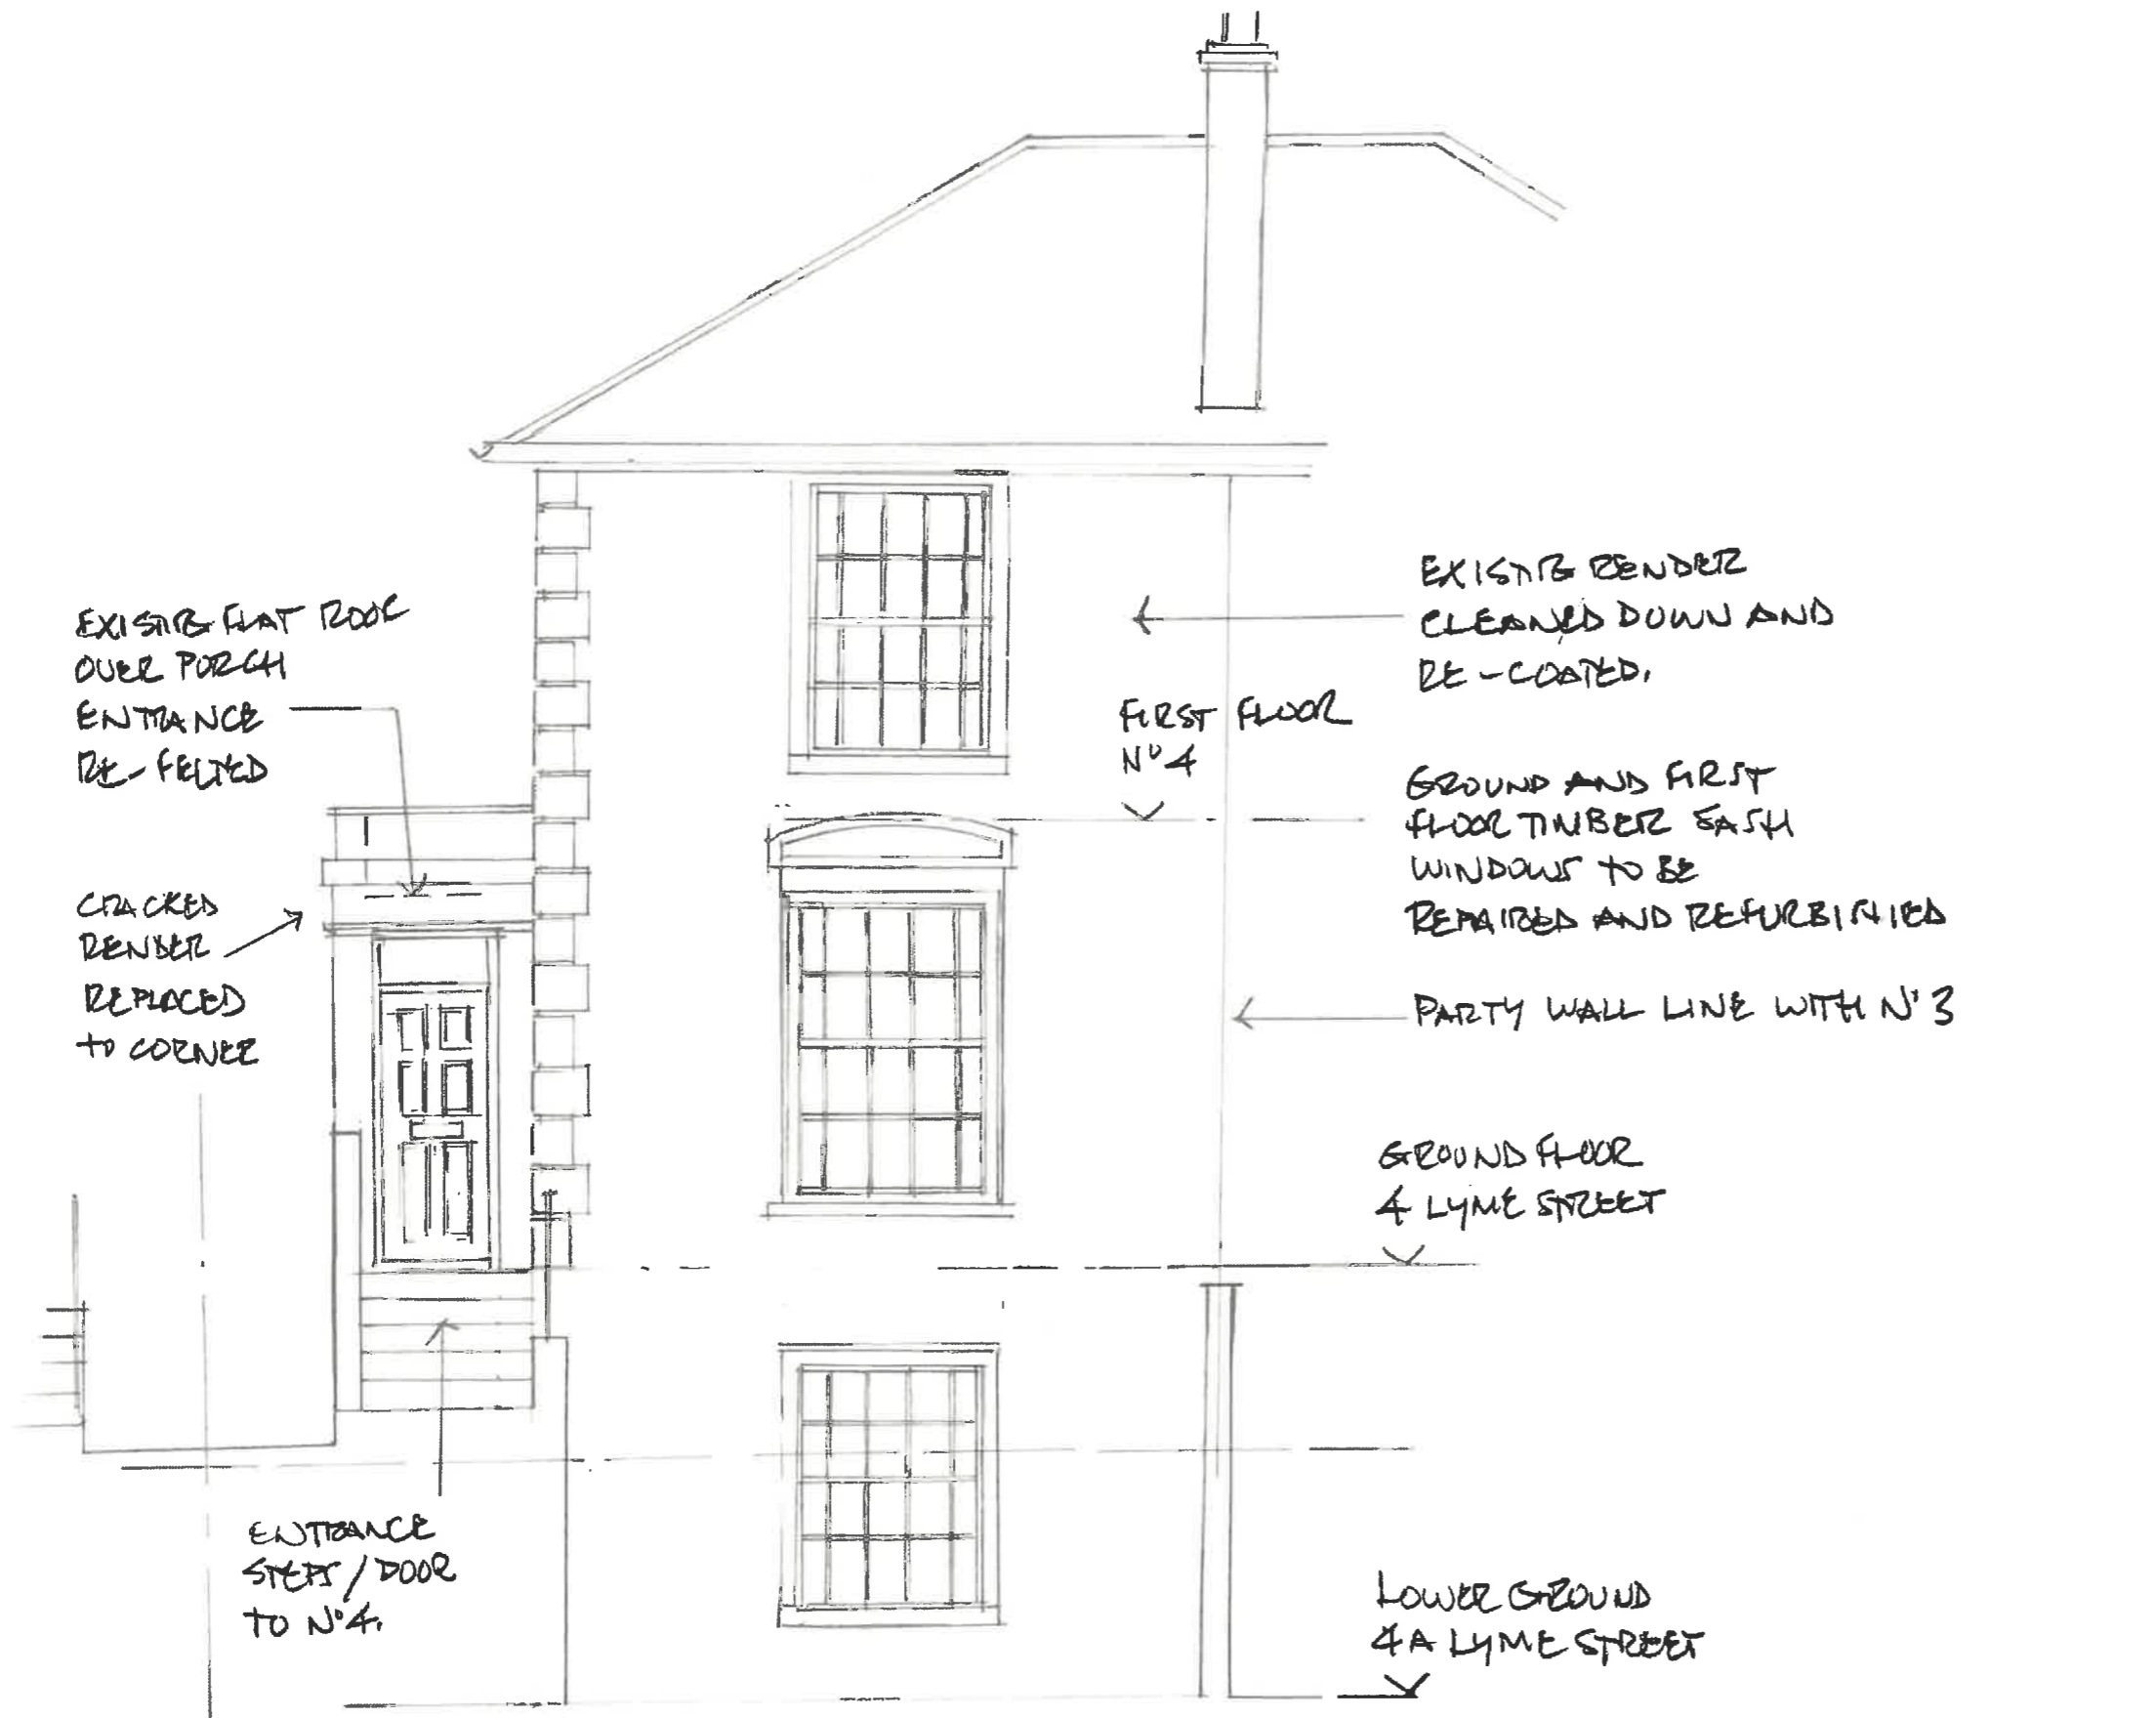 EXISTING FLAT ROOF
OVER PORCH
ENTRANCE
RE-FELTED
CRACKED
RENDER
REPLACED
TO CORNER
ENTRANCE
STEPS/DOOR
TO Nº4.
FIRST FLOOR
Nº4
EXISTING RENDER
CLEANED DOWN AND
RE-COATED.
GROUND AND FIRST
FLOOR TIMBER SASH
WINDOWS TO BE
REPAIRED AND REFURBISHED
PARTY WALL LINE WITH Nº3
GROUND FLOOR
4 LYME STREET
LOWER GROUND
4A LYME STREET